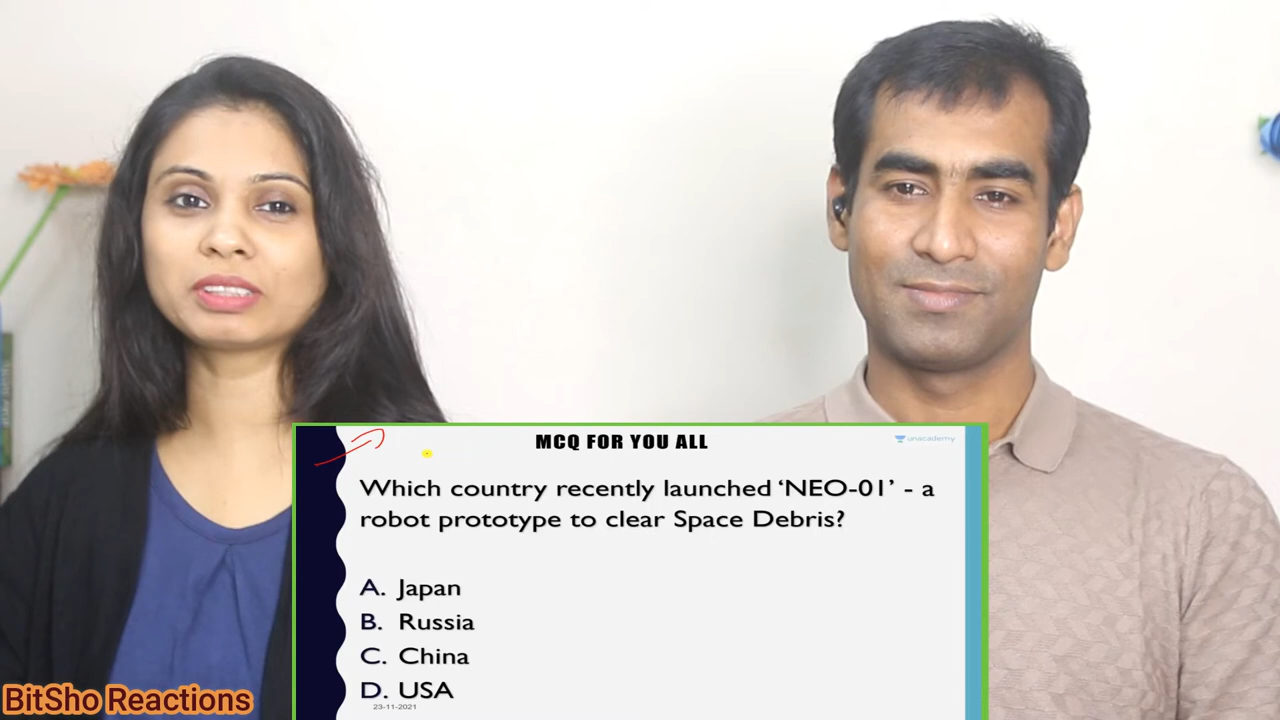 MCQ FOR YOU ALL
unacademy
Which country recently launched ‘NEO-01’ - a
robot prototype to clear Space Debris?
A. Japan
B. Russia
C. China
D. USA
23-11-2021
BitSho Reactions